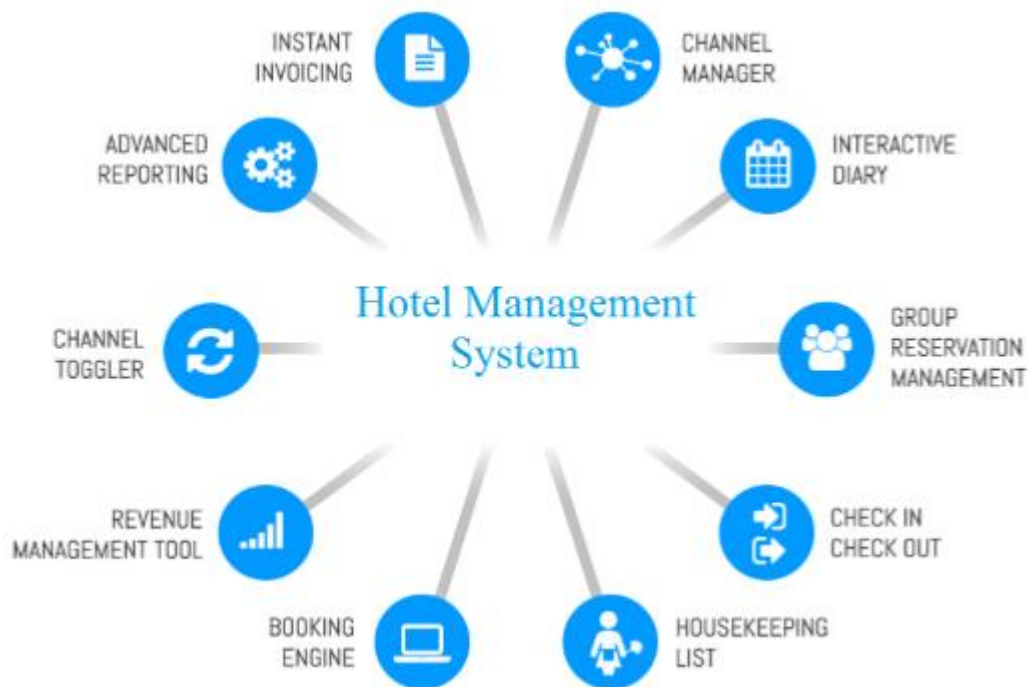 INSTANT
INVOICING
CHANNEL
MANAGER
ADVANCED
REPORTING
INTERACTIVE
DIARY
Hotel Management
System
CHANNEL
TOGGLER
GROUP
RESERVATION
MANAGEMENT
REVENUE
MANAGEMENT TOOL
CHECK IN
CHECK OUT
BOOKING
ENGINE
HOUSEKEEPING
LIST